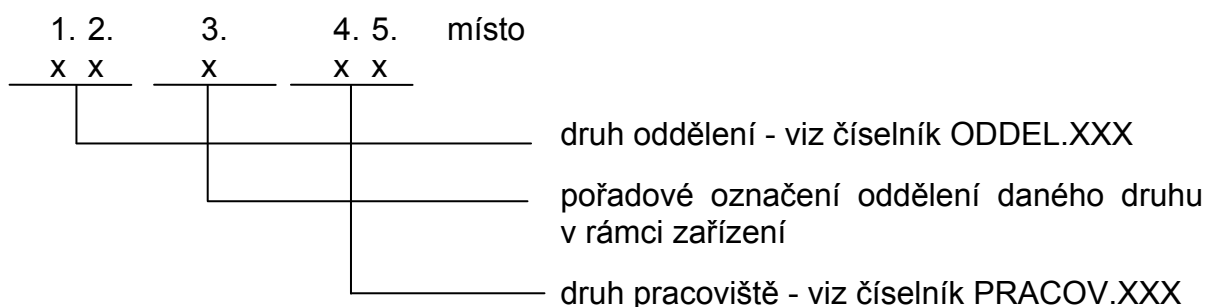 1. 2. 3. 4. 5. místo
x x x x x
druh oddělení - viz číselník ODDEL.XXX
pořadové označení oddělení daného druhu
v rámci zařízení
druh pracoviště - viz číselník PRACOV.XXX